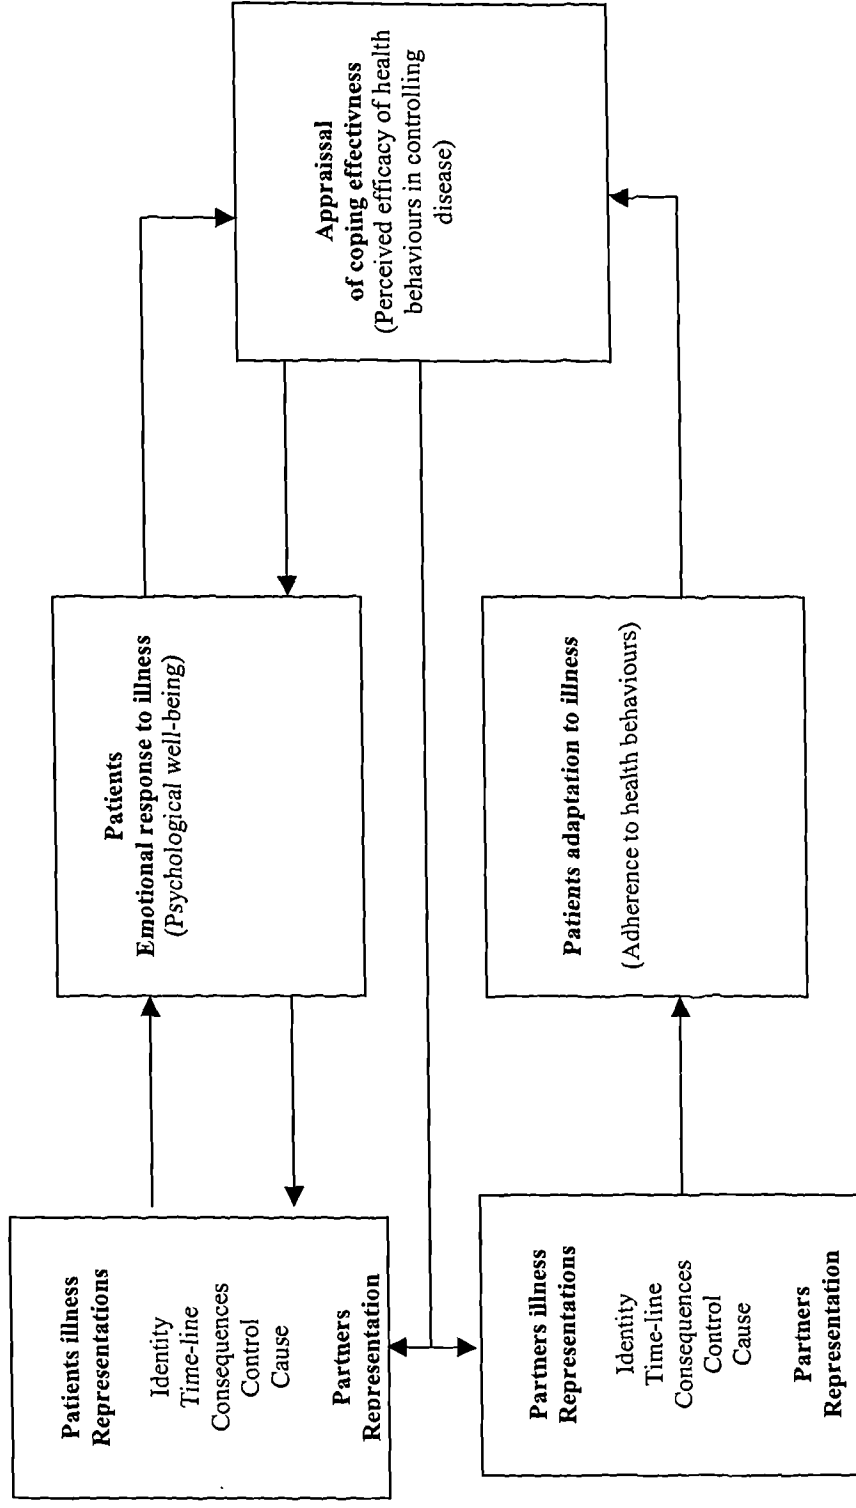 Patients illness
Representations
Identity
Time-line
Consequences
Control
Cause
Partners
Representation
Patients
Emotional response to illness
(Psychological well-being)
Appraissal
of coping effectivness
(Perceived efficacy of health
behaviours in controlling
disease)
Partners illness
Representations
Identity
Time-line
Consequences
Control
Cause
Partners
Representation
Patients adaptation to illness
(Adherence to health behaviours)